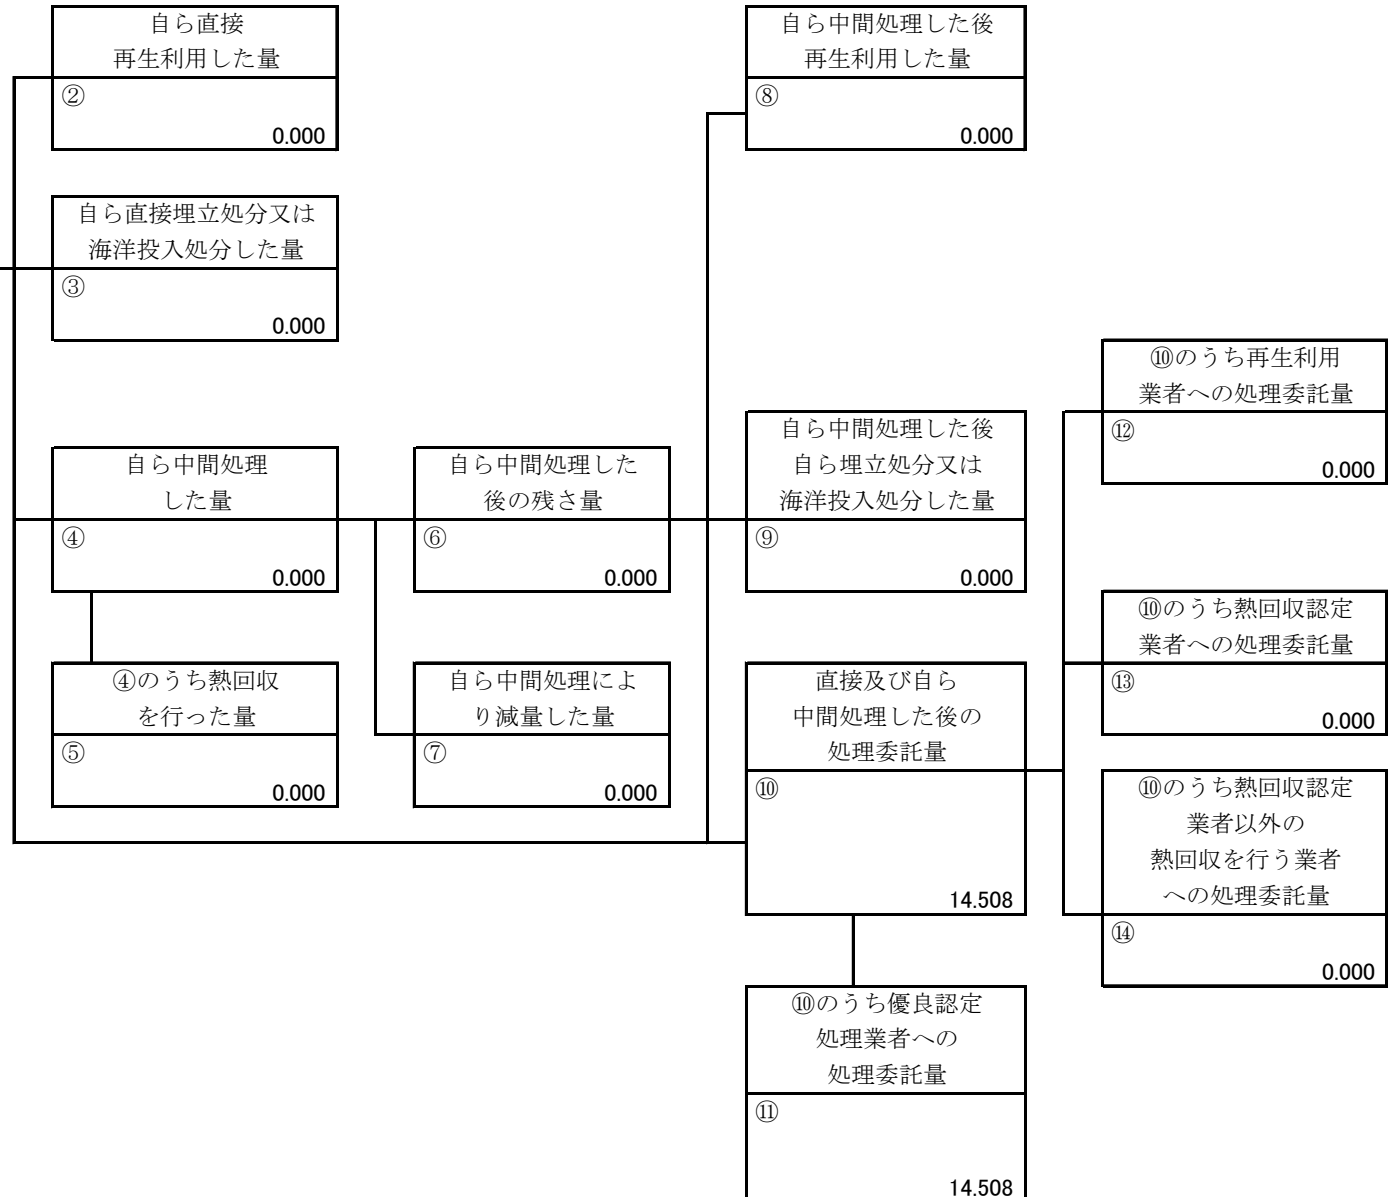 自ら直接
再生利用した量
②
0.000
自ら中間処理した後
再生利用した量
⑧
0.000
自ら直接埋立処分又は
海洋投入処分した量
③
0.000
⑩のうち再生利用
業者への処理委託量
⑫
0.000
自ら中間処理
した量
④
0.000
自ら中間処理した
後の残さ量
⑥
0.000
自ら中間処理した後
自ら埋立処分又は
海洋投入処分した量
⑨
0.000
⑩のうち熱回収認定
業者への処理委託量
⑬
0.000
④のうち熱回収
を行った量
⑤
0.000
自ら中間処理によ
り減量した量
⑦
0.000
直接及び自ら
中間処理した後の
処理委託量
⑩
14.508
⑩のうち熱回収認定
業者以外の
熱回収を行う業者
への処理委託量
⑭
0.000
⑩のうち優良認定
処理業者への
処理委託量
⑪
14.508